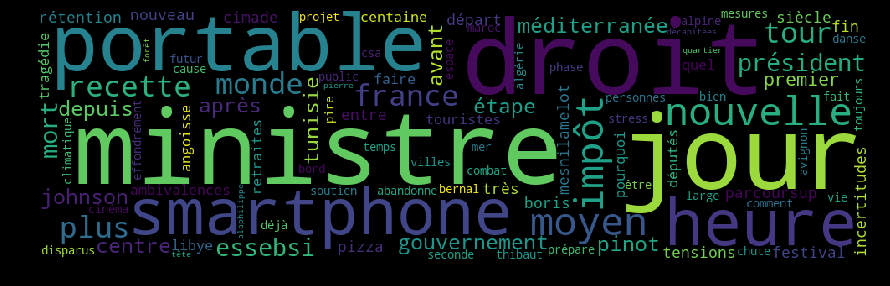 rétention nouveau cimade projet centaine départ méditerranée alpine mesures siècle fin
tragédie portable futur csa avant maroc décapitées droit tour danse
forêt cause espace algérie quartier quel président
recette monde public faire phase premier
depuis après tunisie pire pierre france étape personnes bien nouvelle fait toujours
mort angoisse entre touristes stress
climatique effondrement ministre temps villes mer combat mesnilamelot impôt pourquoi députés jour avignon
retraites bord
johnson ambivalences soutien abandonne bernal très boris être large parcoursup vie incertitudes
cinéma smartphone déjà moyen comment heure
plus elophilippe
disparus centre libye essebsi pizza gouvernement prépare pinot tensions chute festival
tête seconde thibaut